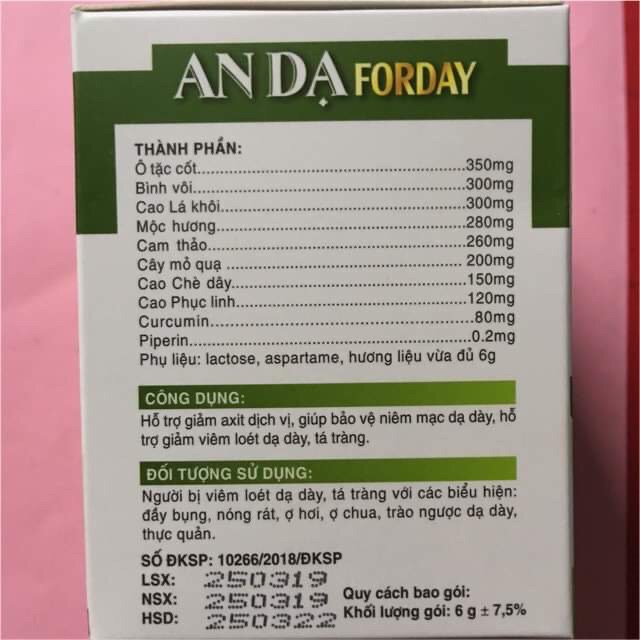 AN DẠ FORDAY
THÀNH PHẦN:
Ô tặc cốt..................................................350mg
Bình vôi...................................................300mg
Cao Lá khôi..............................................300mg
Mộc hương..............................................280mg
Cam thảo.................................................260mg
Cây mỏ quạ ............................................. 200mg
Cao Chè dây............................................150mg
Cao Phục linh...........................................120mg
Curcumin..................................................80mg
Piperin......................................................0.2mg
Phụ liệu: lactose, aspartame, hương liệu vừa đủ 6g
CÔNG DỤNG:
Hỗ trợ giảm axit dịch vị, giúp bảo vệ niêm mạc dạ dày, hỗ
trợ giảm viêm loét dạ dày, tá tràng.
ĐỐI TƯỢNG SỬ DỤNG:
Người bị viêm loét dạ dày, tá tràng với các biểu hiện:
đầy bụng, nóng rát, ợ hơi, ợ chua, trào ngược dạ dày,
thực quản.
SỐ ĐKSP: 10266/2018/ĐKSP
LSX: 250319
NSX: 250319
HSD: 250322
Quy cách bao gói:
Khối lượng gói: 6 g ± 7,5%